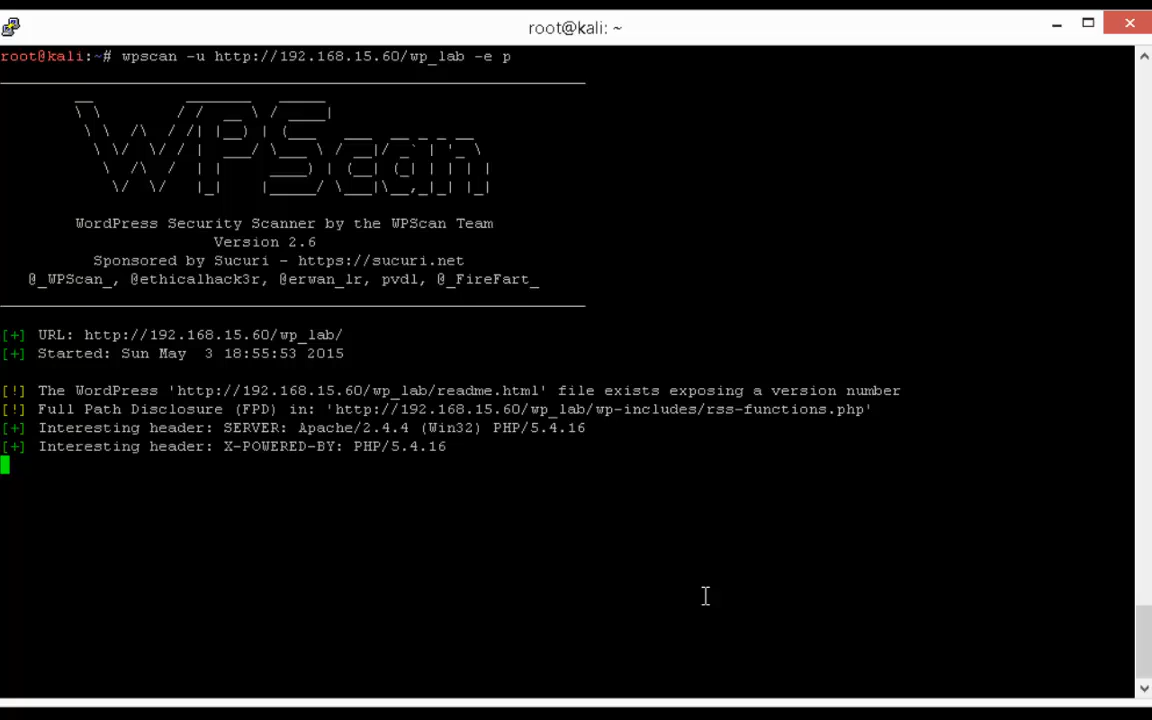 root@kali: ~
root@kali:~# wpscan -u http://192.168.15.60/wp_lab -e p
WPScan
WordPress Security Scanner by the WPScan Team
Version 2.6
Sponsored by Sucuri - https://sucuri.net
@_WPScan_, @ethicalhack3r, @erwan_lr, pvdl, @_FireFart_
[+] URL: http://192.168.15.60/wp_lab/
[+] Started: Sun May  3 18:55:53 2015
[!] The WordPress 'http://192.168.15.60/wp_lab/readme.html' file exists exposing a version number
[!] Full Path Disclosure (FPD) in: 'http://192.168.15.60/wp_lab/wp-includes/rss-functions.php'
[+] Interesting header: SERVER: Apache/2.4.4 (Win32) PHP/5.4.16
[+] Interesting header: X-POWERED-BY: PHP/5.4.16